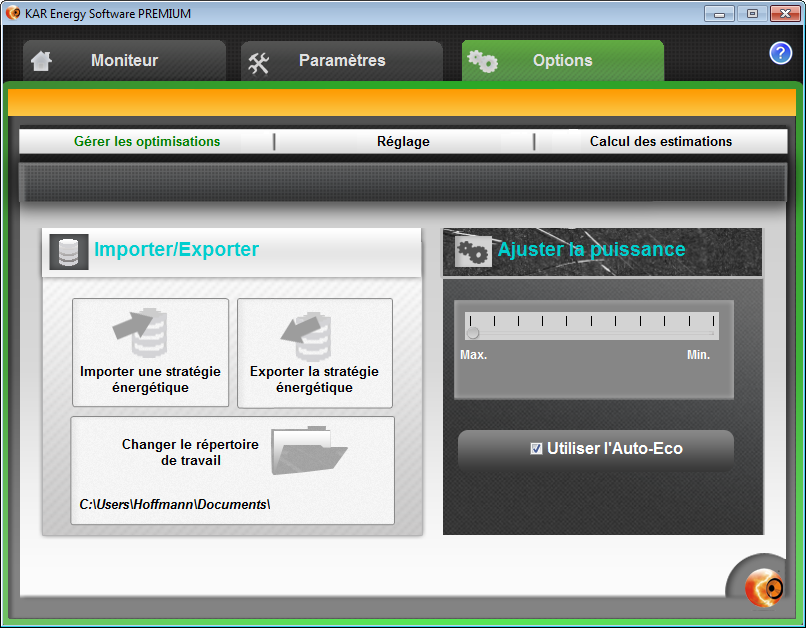 KAR Energy Software PREMIUM
Moniteur
Paramètres
Options
?
Gérer les optimisations
Réglage
Calcul des estimations
Importer/Exporter
Ajuster la puissance
Importer une stratégie
énergétique
Exporter la stratégie
énergétique
Max.
Min.
Changer le répertoire
de travail
Utiliser l'Auto-Eco
C:\Users\Hoffmann\Documents\